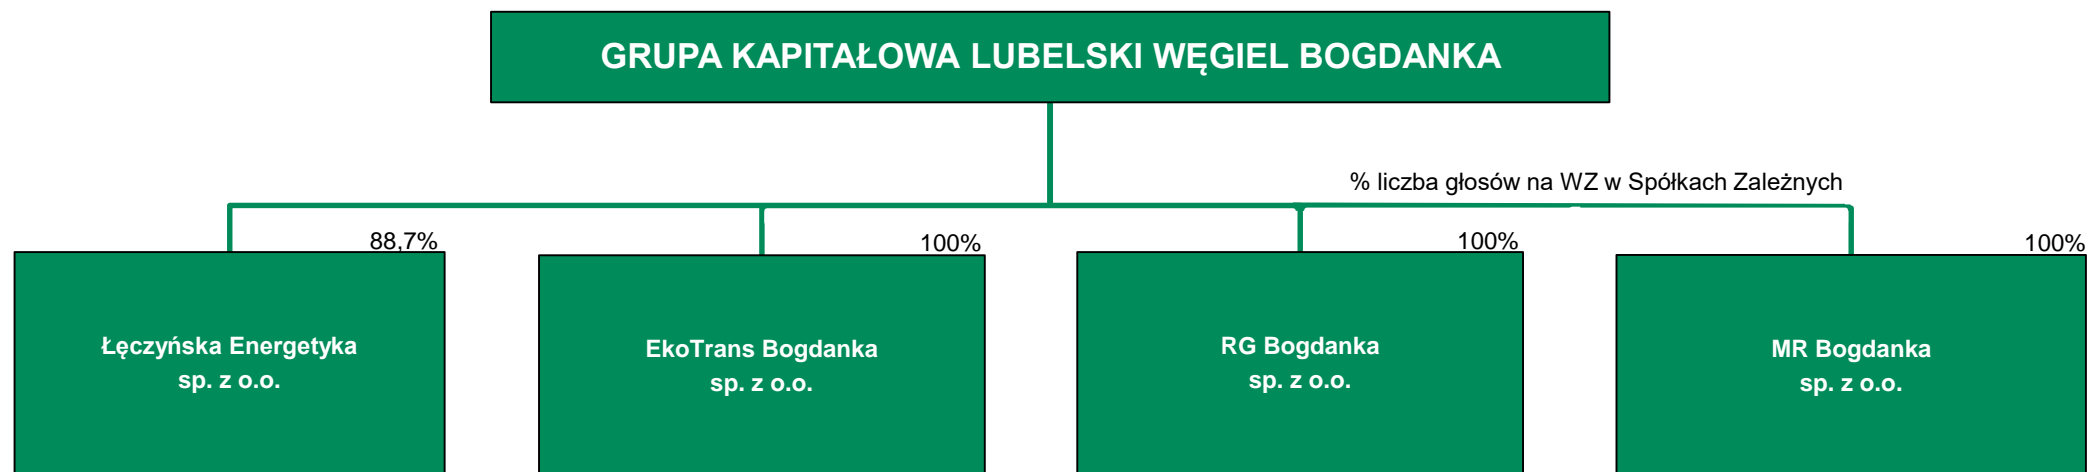 GRUPA KAPITAŁOWA LUBELSKI WĘGIEL BOGDANKA
% liczba głosów na WZ w Spółkach Zależnych
88,7%
100%
100%
100%
Łęczyńska Energetyka
sp. z o.o.
EkoTrans Bogdanka
sp. z o.o.
RG Bogdanka
sp. z o.o.
MR Bogdanka
sp. z o.o.